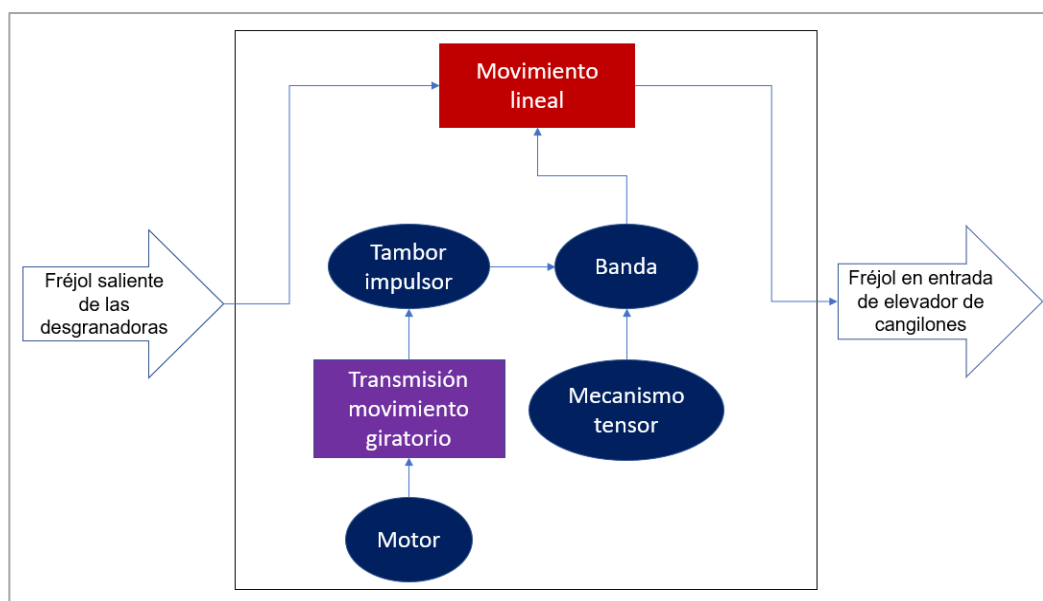 Movimiento
lineal
Tambor
impulsor
Banda
Fréjol saliente
de las
desgranadoras
Fréjol en entrada
de elevador de
cangilones
Transmisión
movimiento
giratorio
Mecanismo
tensor
Motor